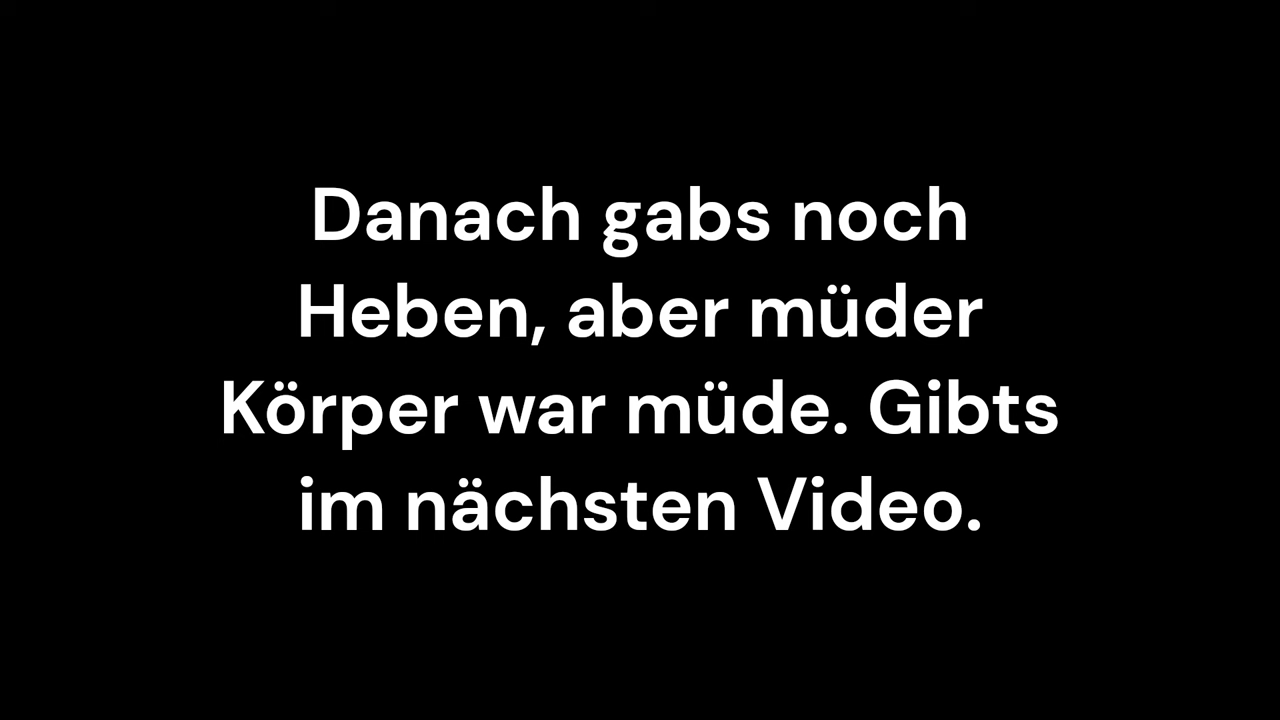 Danach gabs noch
Heben, aber müder
Körper war müde. Gibts
im nächsten Video.